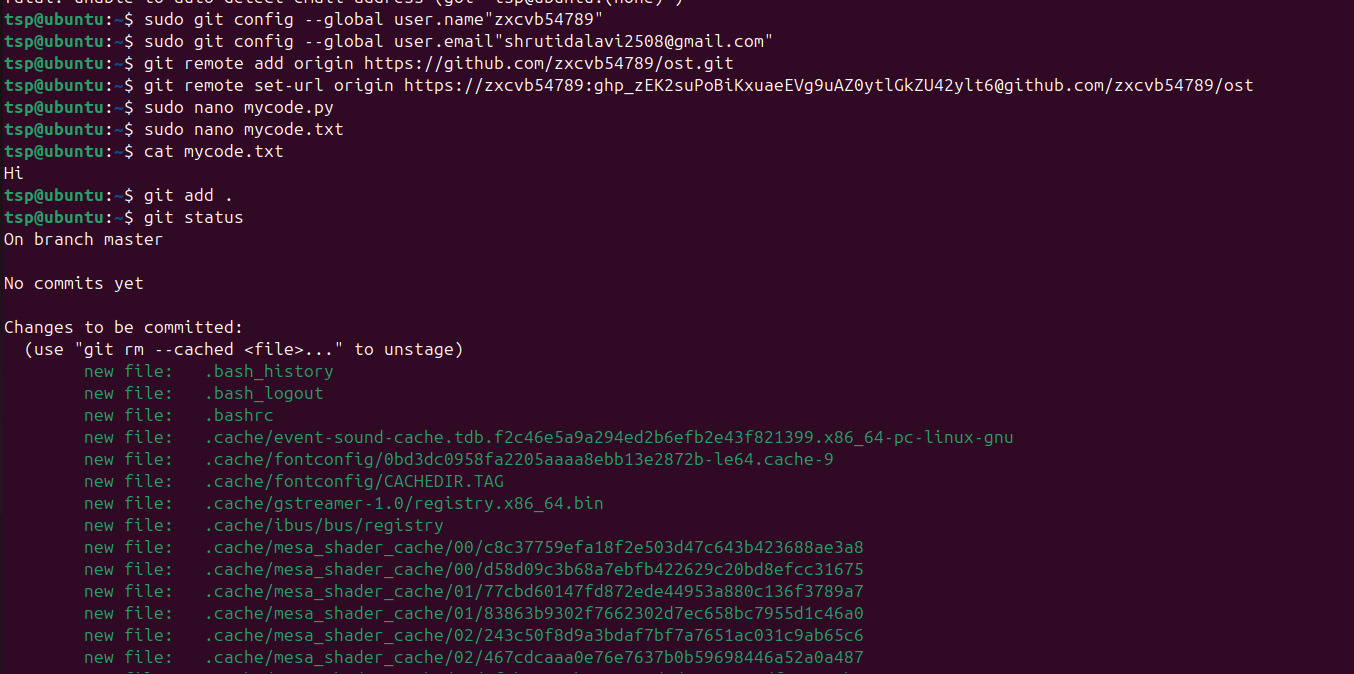 tsp@ubuntu:~$ sudo git config --global user.name"zxcvb54789"
tsp@ubuntu:~$ sudo git config --global user.email"shrutidalavi2508@gmail.com"
tsp@ubuntu:~$ git remote add origin https://github.com/zxcvb54789/ost.git
tsp@ubuntu:~$ git remote set-url origin https://zxcvb54789:ghp_zEK2suPoBiKxuaeEVg9uAZ0ytlGkZU42ylt6@github.com/zxcvb54789/ost
tsp@ubuntu:~$ sudo nano mycode.py
tsp@ubuntu:~$ sudo nano mycode.txt
tsp@ubuntu:~$ cat mycode.txt
Hi
tsp@ubuntu:~$ git add .
tsp@ubuntu:~$ git status
On branch master
No commits yet
Changes to be committed:
(use "git rm --cached <file>..." to unstage)
new file: .bash_history
new file: .bash_logout
new file: .bashrc
new file: .cache/event-sound-cache.tdb.f2c46e5a9a294ed2b6efb2e43f821399.x86_64-pc-linux-gnu
new file: .cache/fontconfig/0bd3dc0958fa2205aaaa8ebb13e2872b-le64.cache-9
new file: .cache/fontconfig/CACHEDIR.TAG
new file: .cache/gstreamer-1.0/registry.x86_64.bin
new file: .cache/ibus/bus/registry
new file: .cache/mesa_shader_cache/00/c8c37759efa18f2e503d47c643b423688ae3a8
new file: .cache/mesa_shader_cache/00/d58d09c3b68a7ebfb422629c20bd8efcc31675
new file: .cache/mesa_shader_cache/01/77cbd60147fd872ede44953a880c136f3789a7
new file: .cache/mesa_shader_cache/01/83863b9302f7662302d7ec658bc7955d1c46a0
new file: .cache/mesa_shader_cache/02/243c50f8d9a3bdaf7bf7a7651ac031c9ab65c6
new file: .cache/mesa_shader_cache/02/467cdcaaa0e76e7637b0b59698446a52a0a487